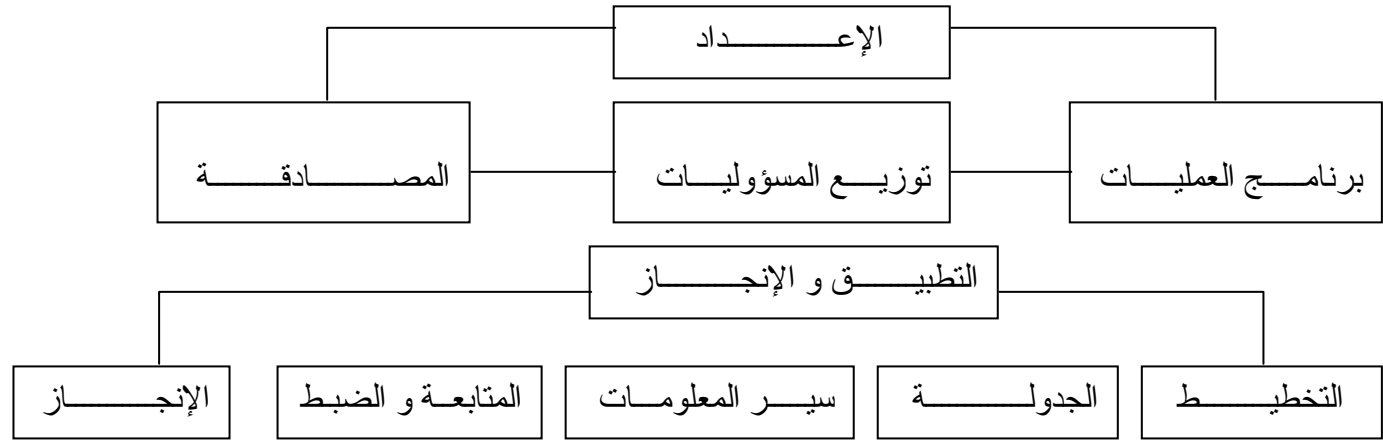 الإعداد
برنامج العمليات
توزيع المسؤوليات
المصادقة
التطبيق و الإنجاز
التخطيط
الجدولة
سير المعلومات
المتابعة و الضبط
الإنجاز